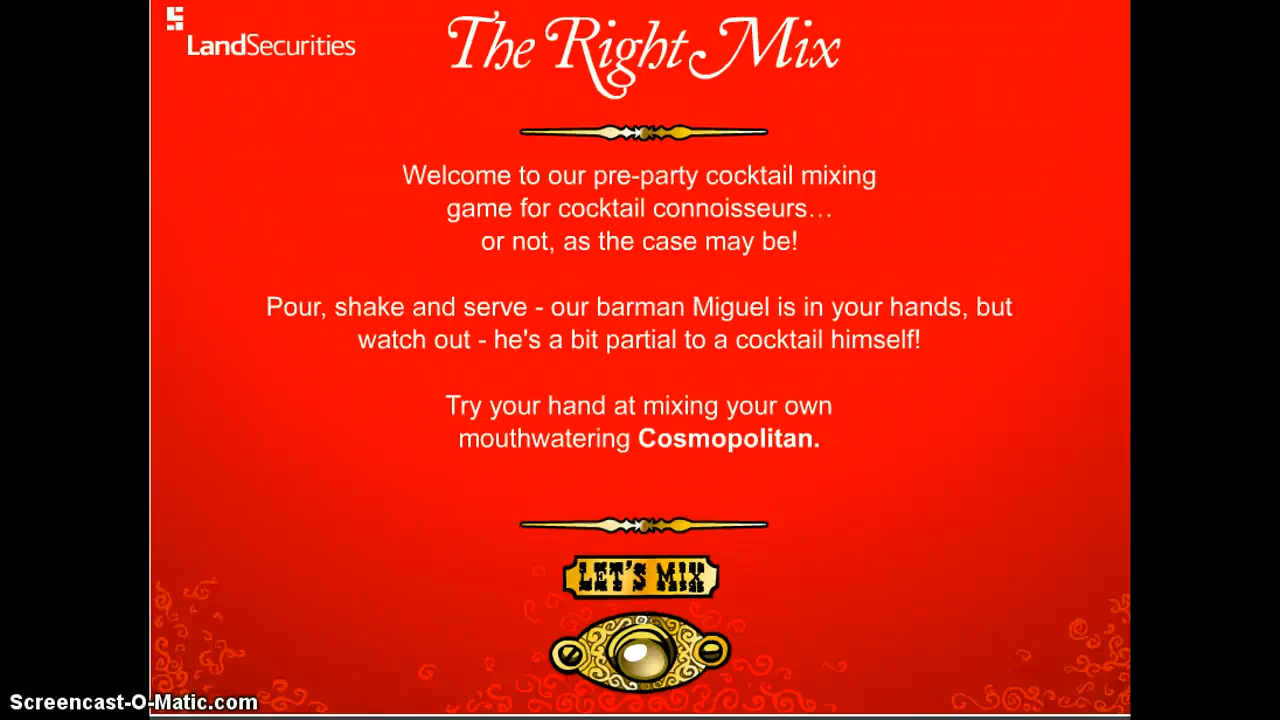 LandSecurities
The Right Mix
Welcome to our pre-party cocktail mixing
game for cocktail connoisseurs…
or not, as the case may be!
Pour, shake and serve - our barman Miguel is in your hands, but
watch out - he's a bit partial to a cocktail himself!
Try your hand at mixing your own
mouthwatering Cosmopolitan.
LET'S MIX
Screencast-O-Matic.com